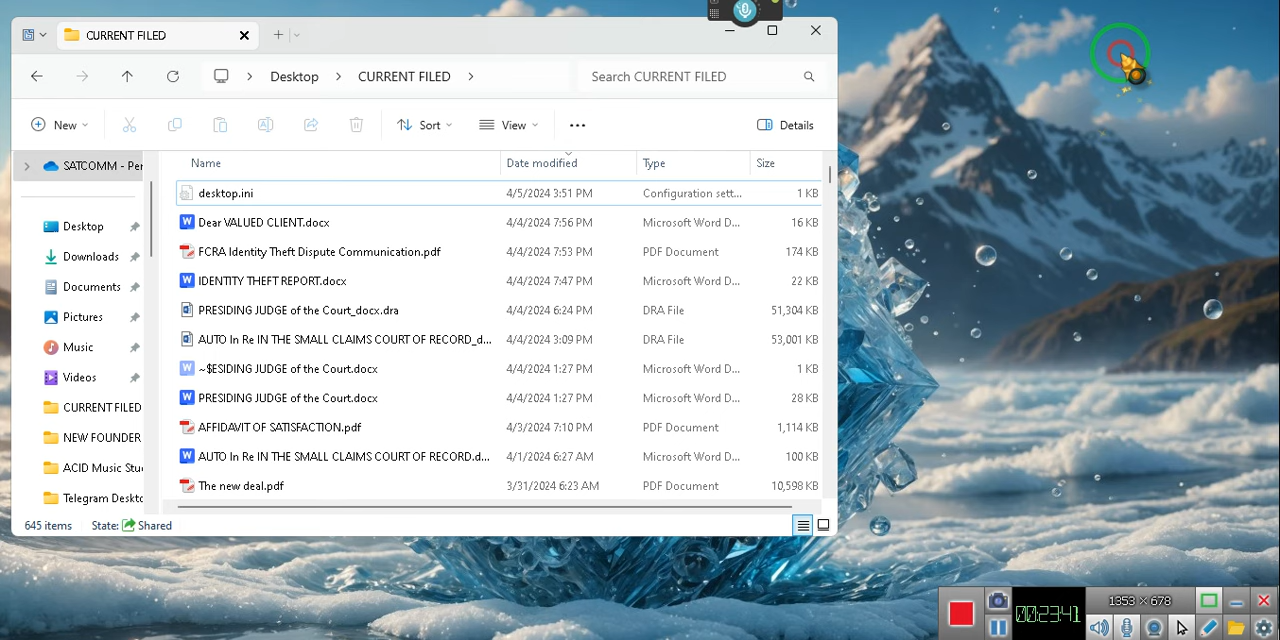 CURRENT FILED
Desktop > CURRENT FILED >
Search CURRENT FILED
New
Sort
View
Details
SATCOMM - Per
Desktop
Downloads
Documents
Pictures
Music
Videos
CURRENT FILED
NEW FOUNDER
ACID Music Stu
Telegram Deskto
Name Date modified Type Size
desktop.ini 4/5/2024 3:51 PM Configuration sett... 1 KB
Dear VALUED CLIENT.docx 4/4/2024 7:56 PM Microsoft Word D... 16 KB
FCRA Identity Theft Dispute Communication.pdf 4/4/2024 7:53 PM PDF Document 174 KB
IDENTITY THEFT REPORT.docx 4/4/2024 7:47 PM Microsoft Word D... 22 KB
PRESIDING JUDGE of the Court_docx.dra 4/4/2024 6:24 PM DRA File 51,304 KB
AUTO In Re IN THE SMALL CLAIMS COURT OF RECORD_d... 4/4/2024 3:09 PM DRA File 53,001 KB
~$ESIDING JUDGE of the Court.docx 4/4/2024 1:27 PM Microsoft Word D... 1 KB
PRESIDING JUDGE of the Court.docx 4/4/2024 1:27 PM Microsoft Word D... 28 KB
AFFIDAVIT OF SATISFACTION.pdf 4/3/2024 7:10 PM PDF Document 1,114 KB
AUTO In Re IN THE SMALL CLAIMS COURT OF RECORD.d... 4/1/2024 6:27 AM Microsoft Word D... 100 KB
The new deal.pdf 3/31/2024 6:23 AM PDF Document 10,598 KB
645 items State: Shared
00:23:41
1353 × 678